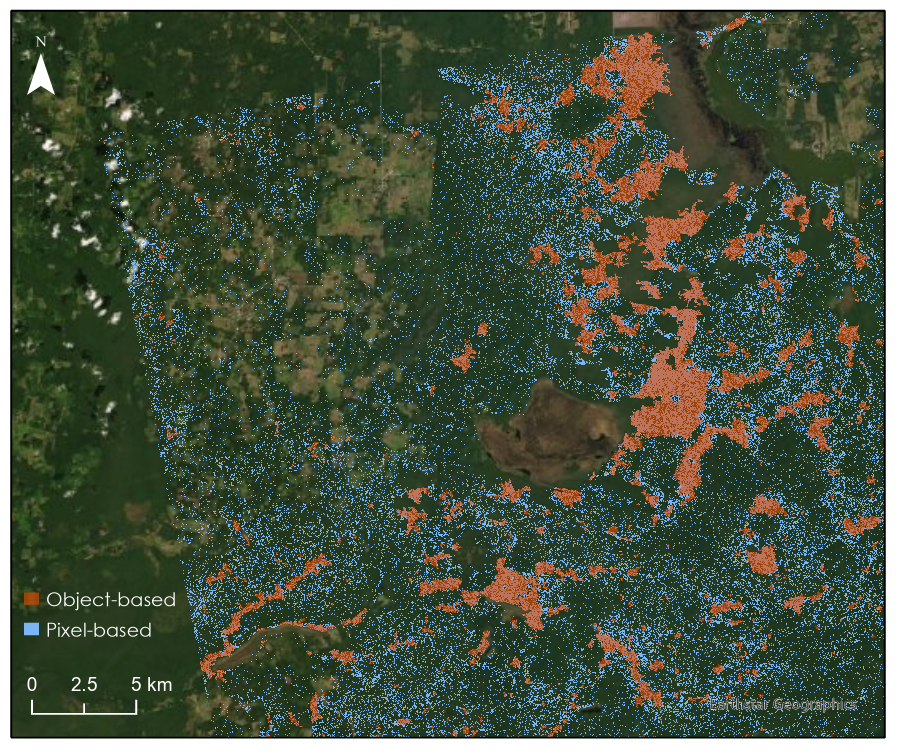 N
Object-based
Pixel-based
0 2.5 5 km
Earthstar Geographics